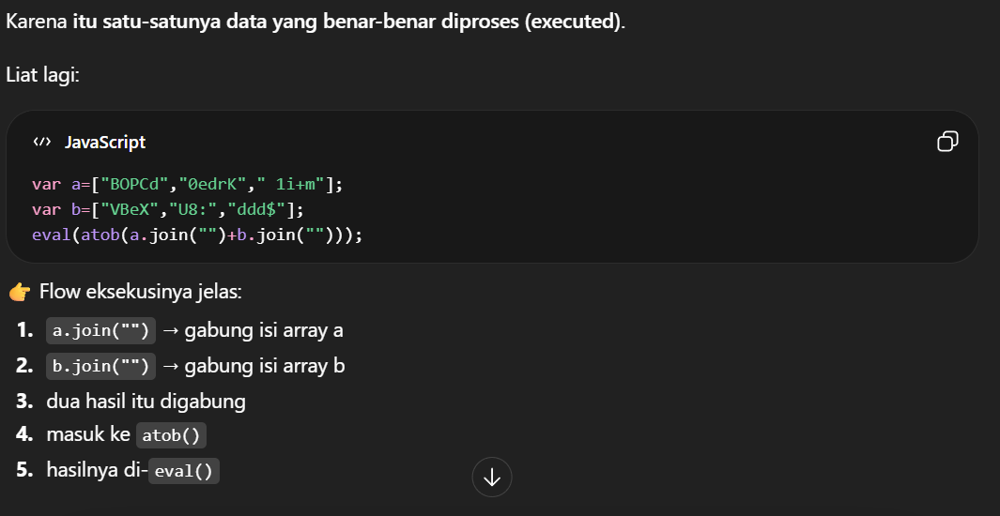 Karena itu satu-satunya data yang benar-benar diproses (executed).
Liat lagi:
JavaScript
var a=["BOPCd","0edrK"," 1i+m"];
var b=["VBeX","U8:","ddd$"];
eval(atob(a.join("")+b.join("")));
👉 Flow eksekusinya jelas:
1. a.join("") → gabung isi array a
2. b.join("") → gabung isi array b
3. dua hasil itu digabung
4. masuk ke atob()
5. hasilnya di-eval()